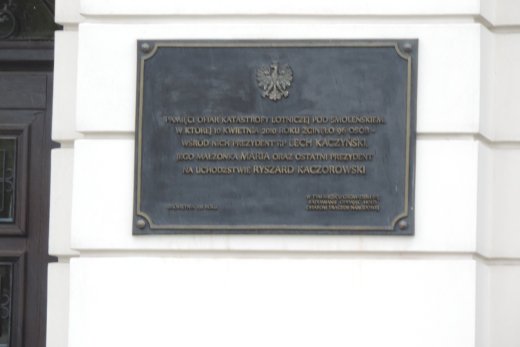 PAMIĘCI OFIAR KATASTROFY LOTNICZEJ POD SMOLEŃSKIEM,
W KTÓREJ 10 KWIETNIA 2010 ROKU ZGINĘŁO 96 OSÓB –
WŚRÓD NICH PREZYDENT RP LECH KACZYŃSKI,
JEGO MAŁŻONKA MARIA ORAZ OSTATNI PREZYDENT
NA UCHODŹSTWIE RYSZARD KACZOROWSKI